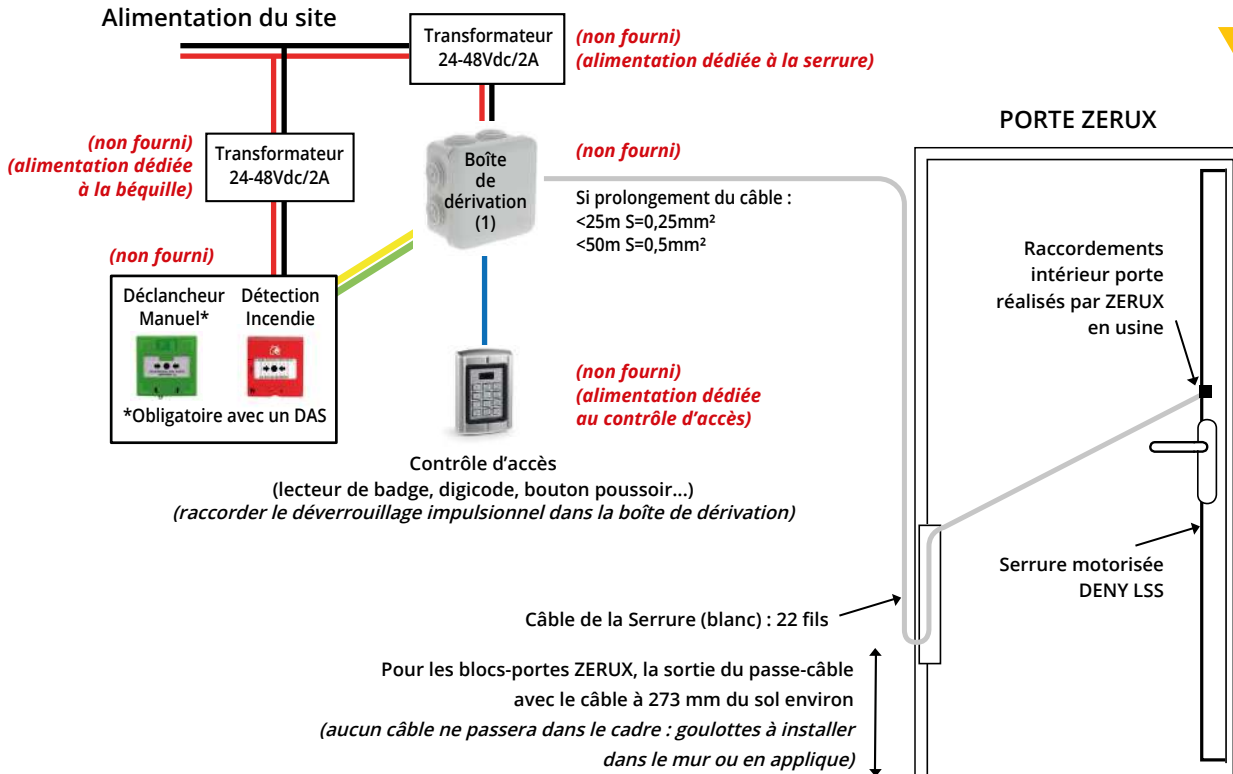 Alimentation du site
Transformateur
24-48Vdc/2A
(non fourni)
(alimentation dédiée à la serrure)
(non fourni)
(alimentation dédiée
à la béquille)
Transformateur
24-48Vdc/2A
Boîte
de
dérivation
(1)
(non fourni)
Si prolongement du câble :
<25m S=0,25mm²
<50m S=0,5mm²
PORTE ZERUX
(non fourni)
Déclancheur
Manuel*
Détection
Incendie
*Obligatoire avec un DAS
(non fourni)
(alimentation dédiée
au contrôle d'accès)
Contrôle d'accès
(lecteur de badge, digicode, bouton poussoir...)
(raccorder le déverrouillage impulsionnel dans la boîte de dérivation)
Raccordements
intérieur porte
réalisés par ZERUX
en usine
Serrure motorisée
DENY LSS
Câble de la Serrure (blanc) : 22 fils
Pour les blocs-portes ZERUX, la sortie du passe-câble
avec le câble à 273 mm du sol environ
(aucun câble ne passera dans le cadre : goulottes à installer
dans le mur ou en applique)